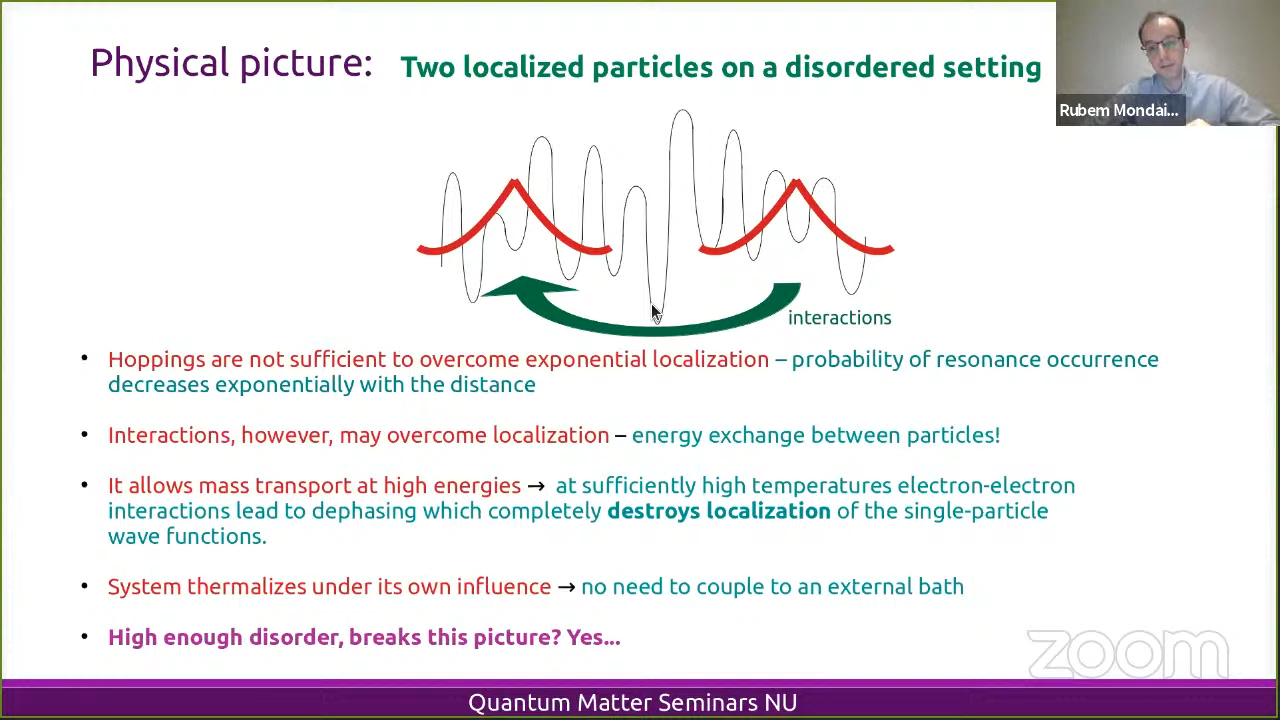 Physical picture: Two localized particles on a disordered setting
Rubem Mondai...
interactions
• Hoppings are not sufficient to overcome exponential localization – probability of resonance occurrence
decreases exponentially with the distance
• Interactions, however, may overcome localization – energy exchange between particles!
• It allows mass transport at high energies → at sufficiently high temperatures electron-electron
interactions lead to dephasing which completely destroys localization of the single-particle
wave functions.
• System thermalizes under its own influence → no need to couple to an external bath
• High enough disorder, breaks this picture? Yes...
zoom
Quantum Matter Seminars NU